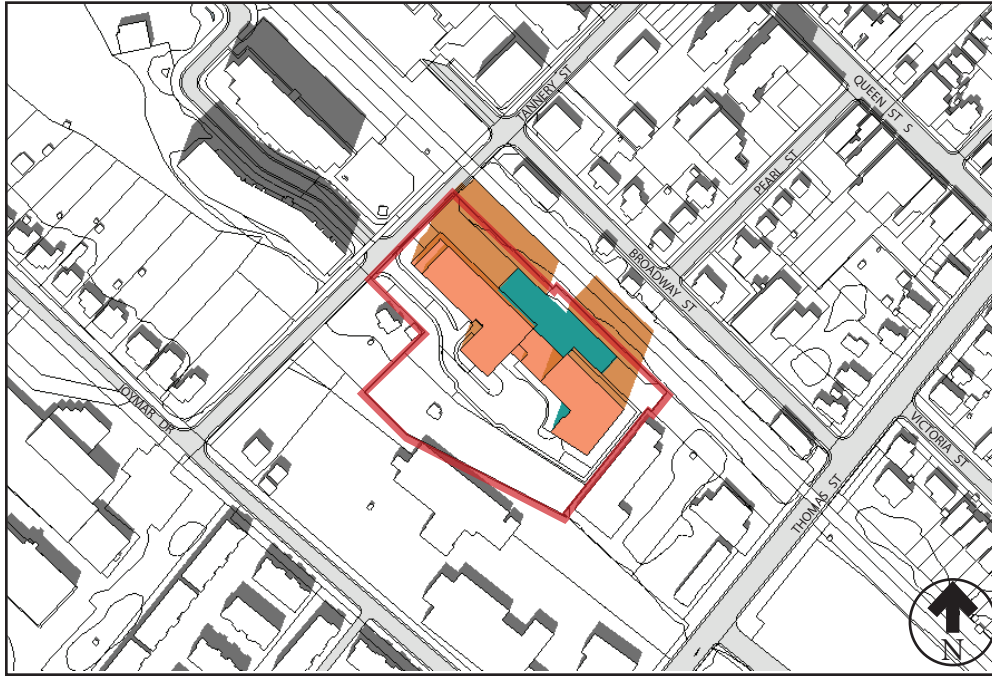 TANNERY ST
QUEEN ST S
PEARL ST
BROADWAY ST
JOYMAR DR
VICTORIA ST
THOMAS ST
N